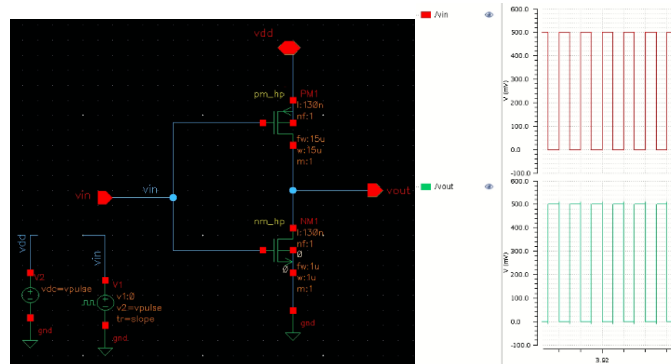 vdd
pm_hp
PM1
l:130n
nf:1
fw:15u
w:15u
m:1
vin
vin
vout
nm_hp
NM1
l:130n
nf:1
0
fw:1u
0
w:1u
m:1
gnd
vdd
vin
V2
vdc=vpulse
gnd
V1
v1:0
v2=vpulse
tr=slope
gnd
/vin
600.0
500.0
400.0
300.0
200.0
100.0
0.0
-100.0
V (mV)
/vout
600.0
500.0
400.0
300.0
200.0
100.0
0.0
-100.0
V (mV)
3.92